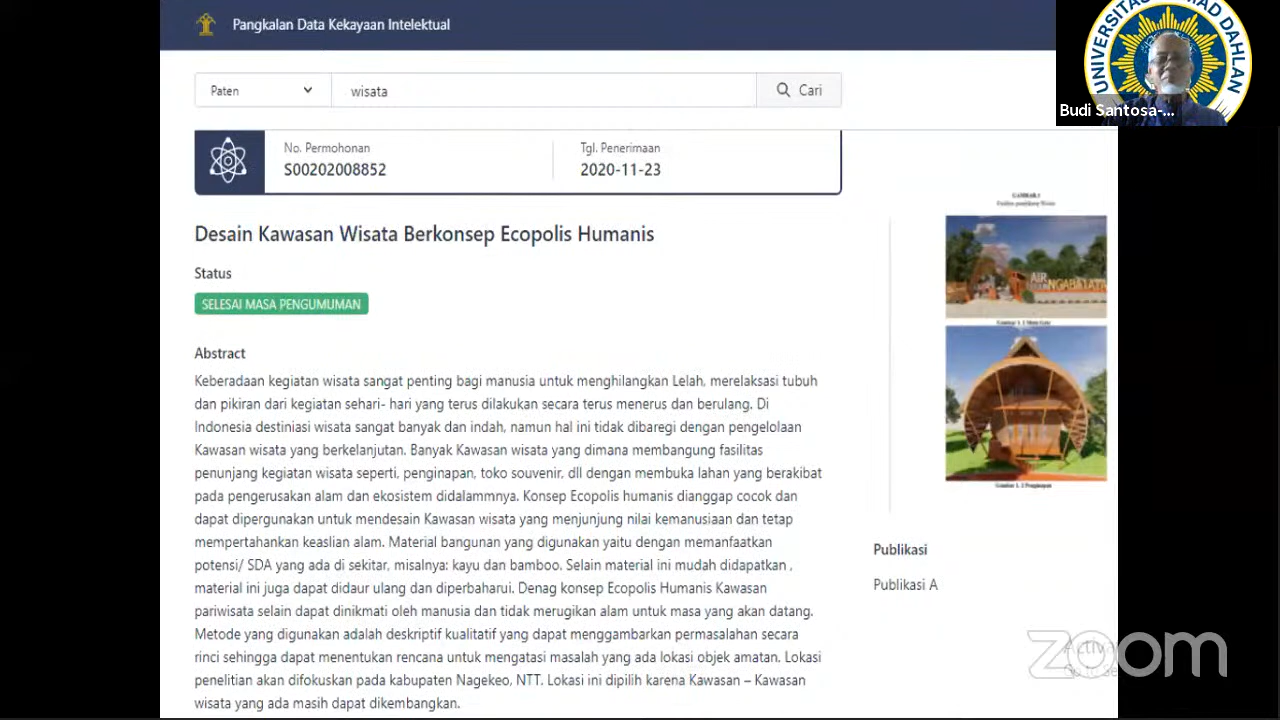 Pangkalan Data Kekayaan Intelektual
UNIVERSITAS AHMAD DAHLAN
Budi Santosa-...
Paten
wisata
Cari
No. Permohonan
S00202008852
Tgl. Penerimaan
2020-11-23
Desain Kawasan Wisata Berkonsep Ecopolis Humanis
Status
SELESAI MASA PENGUMUMAN
Abstract
Keberadaan kegiatan wisata sangat penting bagi manusia untuk menghilangkan Lelah, merelaksasi tubuh
dan pikiran dari kegiatan sehari- hari yang terus dilakukan secara terus menerus dan berulang. Di
Indonesia destiniasi wisata sangat banyak dan indah, namun hal ini tidak dibaregi dengan pengelolaan
Kawasan wisata yang berkelanjutan. Banyak Kawasan wisata yang dimana membangung fasilitas
penunjang kegiatan wisata seperti, penginapan, toko souvenir, dll dengan membuka lahan yang berakibat
pada pengerusakan alam dan ekosistem didalammnya. Konsep Ecopolis humanis dianggap cocok dan
dapat dipergunakan untuk mendesain Kawasan wisata yang menjunjung nilai kemanusiaan dan tetap
mempertahankan keaslian alam. Material bangunan yang digunakan yaitu dengan memanfaatkan
potensi/ SDA yang ada di sekitar, misalnya: kayu dan bamboo. Selain material ini mudah didapatkan ,
material ini juga dapat didaur ulang dan diperbaharui. Denag konsep Ecopolis Humanis Kawasan
pariwisata selain dapat dinikmati oleh manusia dan tidak merugikan alam untuk masa yang akan datang.
Metode yang digunakan adalah deskriptif kualitatif yang dapat menggambarkan permasalahan secara
rinci sehingga dapat menentukan rencana untuk mengatasi masalah yang ada lokasi objek amatan. Lokasi
penelitian akan difokuskan pada kabupaten Nagekeo, NTT. Lokasi ini dipilih karena Kawasan – Kawasan
wisata yang ada masih dapat dikembangkan.
GAMBAR
AIR
Publikasi
Publikasi A
zoom